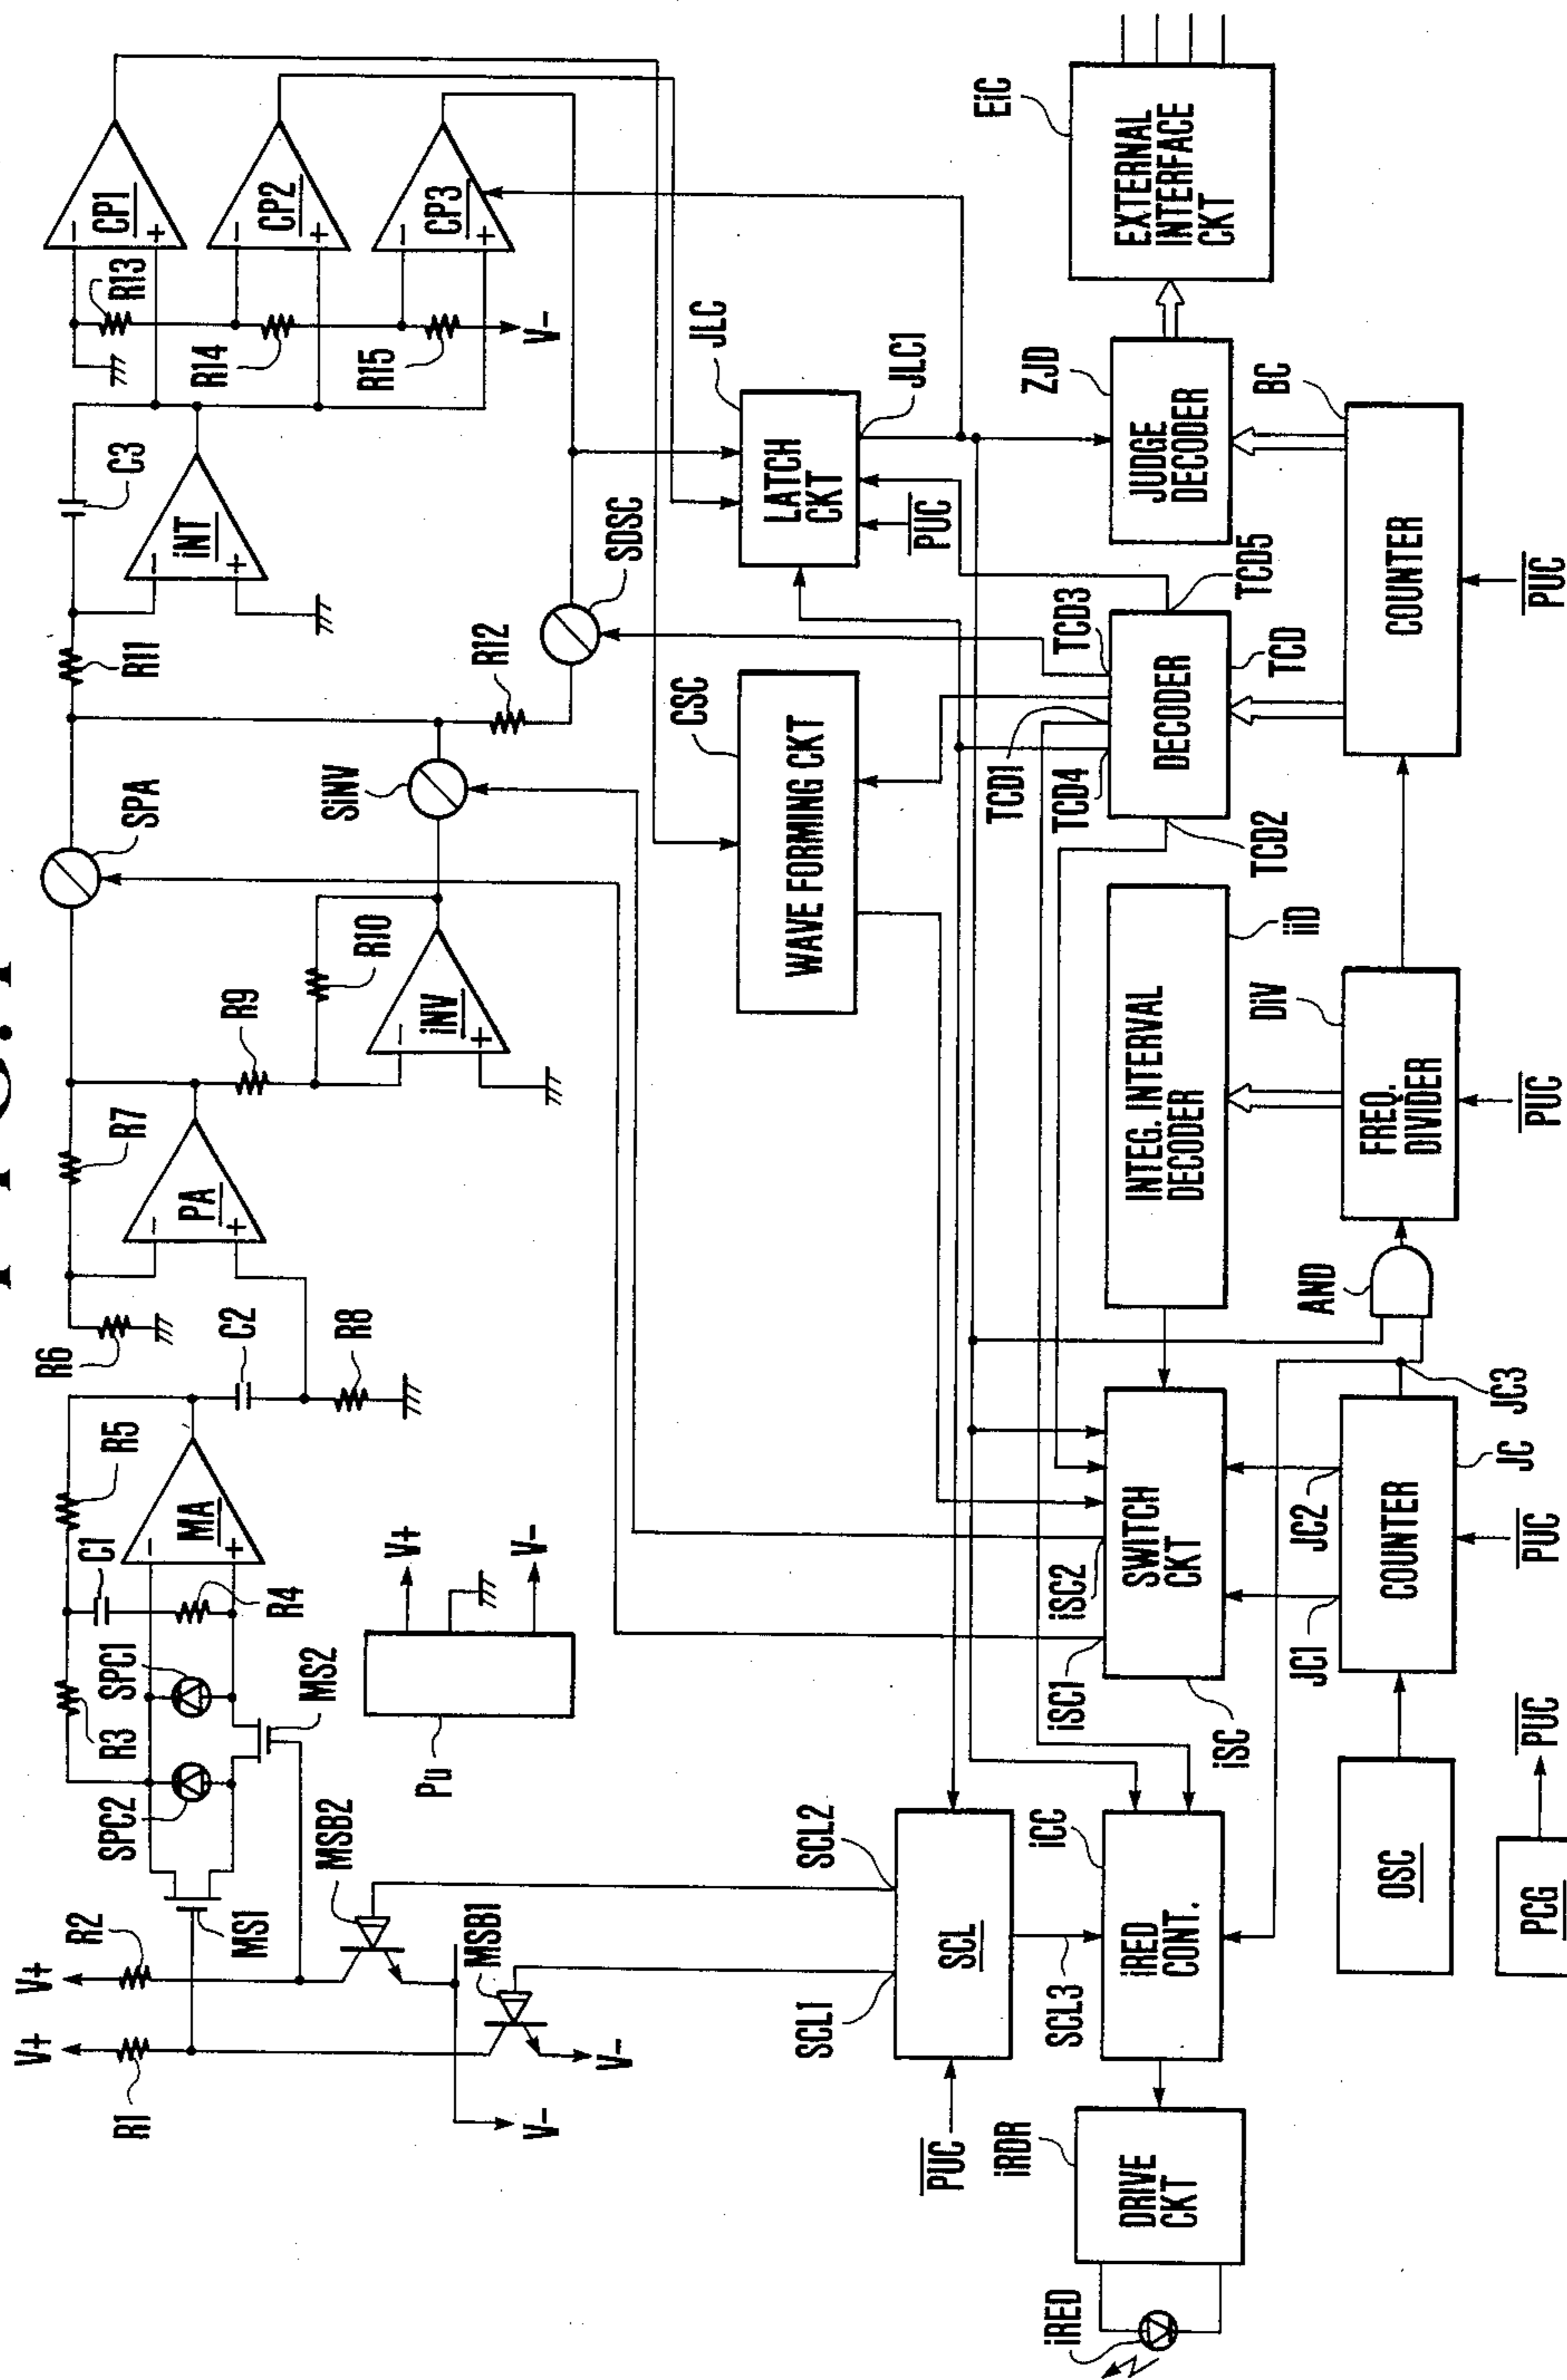 FIG. 1
V+
V+
R1
R2
MS1
SPC2
R3
SPC1
MS2
C1
R4
R5
MA
−
+
R6
C2
R8
R7
PA
−
+
R9
R10
iNV
−
+
SPA
SiNV
R11
R12
iNT
−
+
C3
SDSC
R13
R14
R15
V-
CP1
−
+
CP2
−
+
CP3
−
+
MSB2
MSB1
V-
V-
Pu
V+
V-
CSC
WAVE FORMING CKT
JLC
LATCH
CKT
JLC1
PUC
SCL1
SCL2
SCL
SCL3
PUC
iRED
iRDR
DRIVE
CKT
iCC
iRED
CONT.
iSC
iSC1
iSC2
SWITCH
CKT
INTEG. INTERVAL
DECODER
iiD
TCD1
TCD4
TCD2
TCD3
TCD5
TCD
DECODER
ZJD
JUDGE
DECODER
EiC
EXTERNAL
INTERFACE
CKT
OSC
JC1
JC2
JC3
JC
COUNTER
PUC
AND
DiV
FREQ.
DIVIDER
PUC
BC
COUNTER
PUC
PCG
PUC